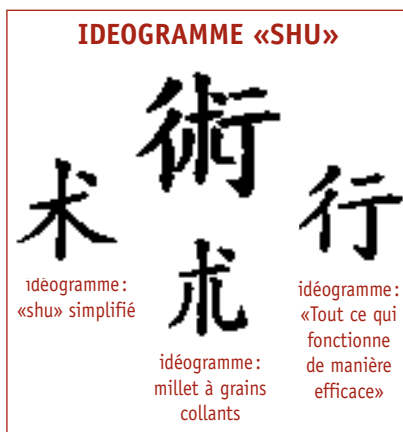 IDEOGRAMME «SHU»
術
术
idéogramme:
«shu» simplifié
朮
idéogramme:
millet à grains
collants
行
idéogramme:
«Tout ce qui
fonctionne
de manière
efficace»